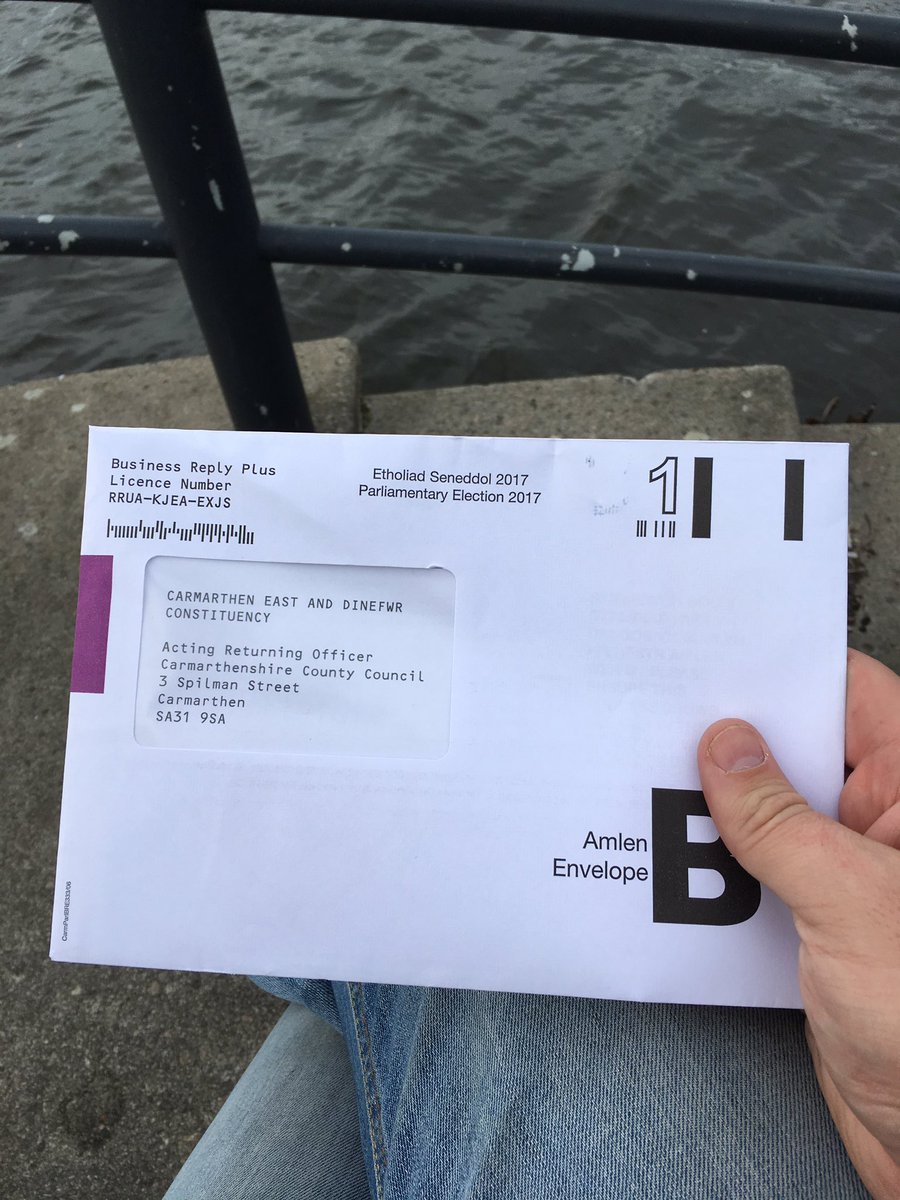 Business Reply Plus
Licence Number
RRUA-KJEA-EXJS
Etholiad Seneddol 2017
Parliamentary Election 2017
1
CARMARTHEN EAST AND DINEFWR
CONSTITUENCY
Acting Returning Officer
Carmarthenshire County Council
3 Spilman Street
Carmarthen
SA31 9SA
Amlen
Envelope
B